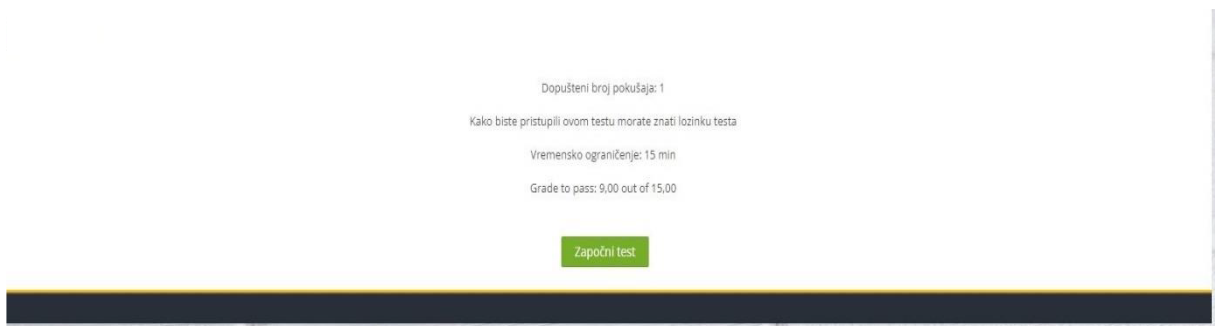 Dopušteni broj pokušaja: 1
Kako biste pristupili ovom testu morate znati lozinku testa
Vremensko ograničenje: 15 min
Grade to pass: 9,00 out of 15,00
Započni test